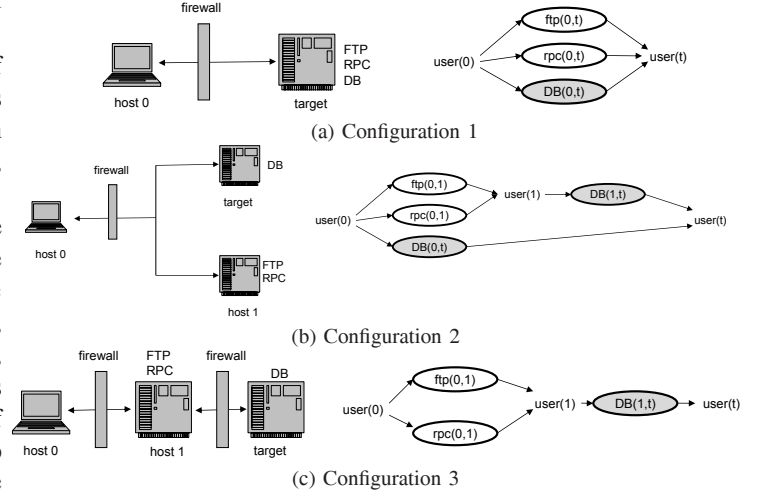 firewall
FTP
RPC
DB
host 0
target
user(0)
ftp(0,t)
rpc(0,t)
DB(0,t)
user(t)
(a) Configuration 1
firewall
DB
target
host 0
FTP
RPC
host 1
user(0)
ftp(0,1)
rpc(0,1)
DB(0,t)
user(1)
DB(1,t)
user(t)
(b) Configuration 2
firewall
FTP
RPC
firewall
DB
host 0
host 1
target
user(0)
ftp(0,1)
rpc(0,1)
user(1)
DB(1,t)
user(t)
(c) Configuration 3